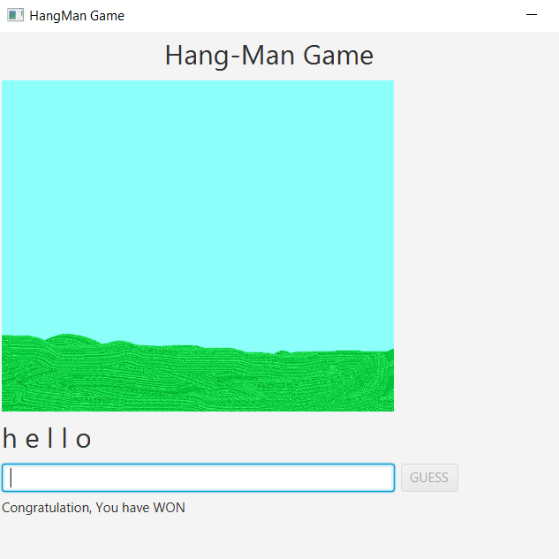 HangMan Game
Hang-Man Game
h e l l o
GUESS
Congratulation, You have WON